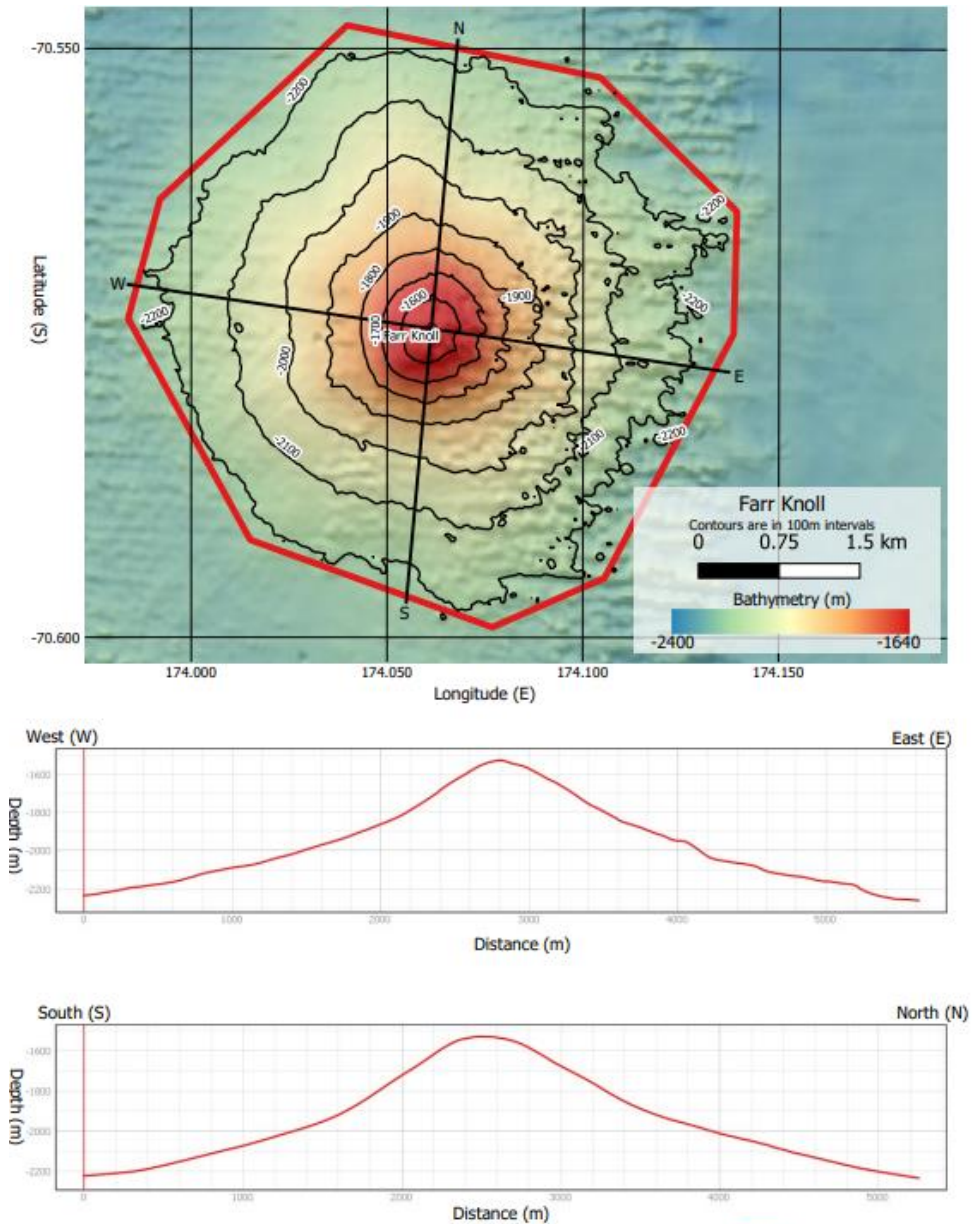 N
-70.550
-2200
-2200
-1900
-1800
W
-1600
-1900
-2200
-2200
-1700
Farr Knoll
Latitude (S)
-2000
E
-2100
-2100
-2200
Farr Knoll
Contours are in 100m intervals
0 0.75 1.5 km
Bathymetry (m)
-2400 -1640
S
-70.600
174.000 174.050 174.100 174.150
Longitude (E)
West (W) East (E)
-1600
-1800
-2000
-2200
Depth (m)
0 1000 2000 3000 4000 5000
Distance (m)
South (S) North (N)
-1600
-1800
-2000
-2200
Depth (m)
0 1000 2000 3000 4000 5000
Distance (m)